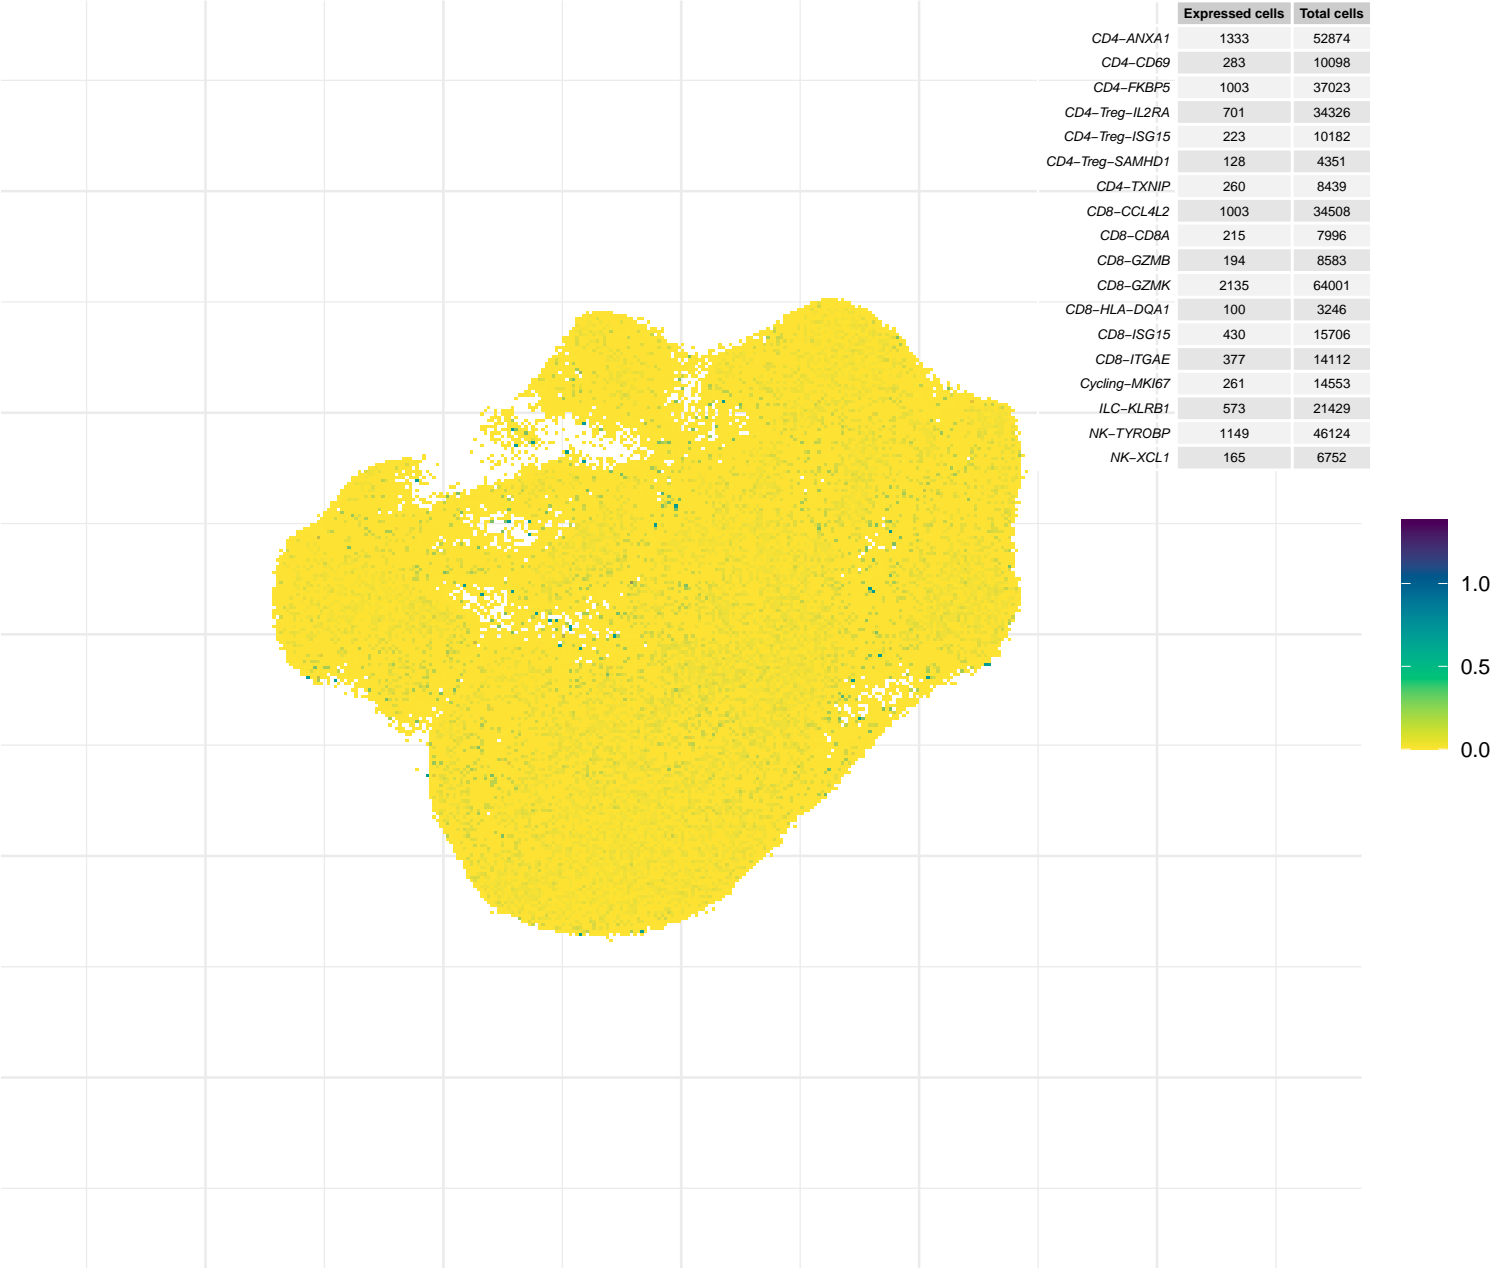 Expressed cells Total cells
CD4−ANXA1 1333 52874
CD4−CD69 283 10098
CD4−FKBP5 1003 37023
CD4−Treg−IL2RA 701 34326
CD4−Treg−ISG15 223 10182
CD4−Treg−SAMHD1 128 4351
CD4−TXNIP 260 8439
CD8−CCL4L2 1003 34508
CD8−CD8A 215 7996
CD8−GZMB 194 8583
CD8−GZMK 2135 64001
CD8−HLA−DQA1 100 3246
CD8−ISG15 430 15706
CD8−ITGAE 377 14112
Cycling−MKI67 261 14553
ILC−KLRB1 573 21429
NK−TYROBP 1149 46124
NK−XCL1 165 6752
1.0
0.5
0.0